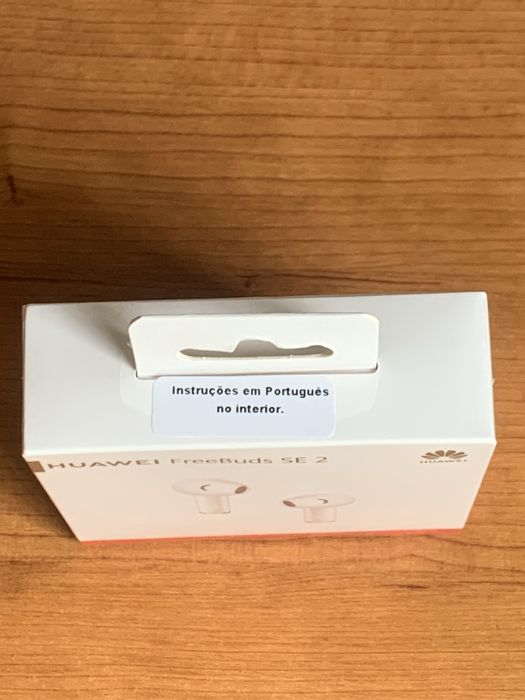 Instruções em Português
no interior.
HUAWEI FreeBuds SE 2
HUAWEI